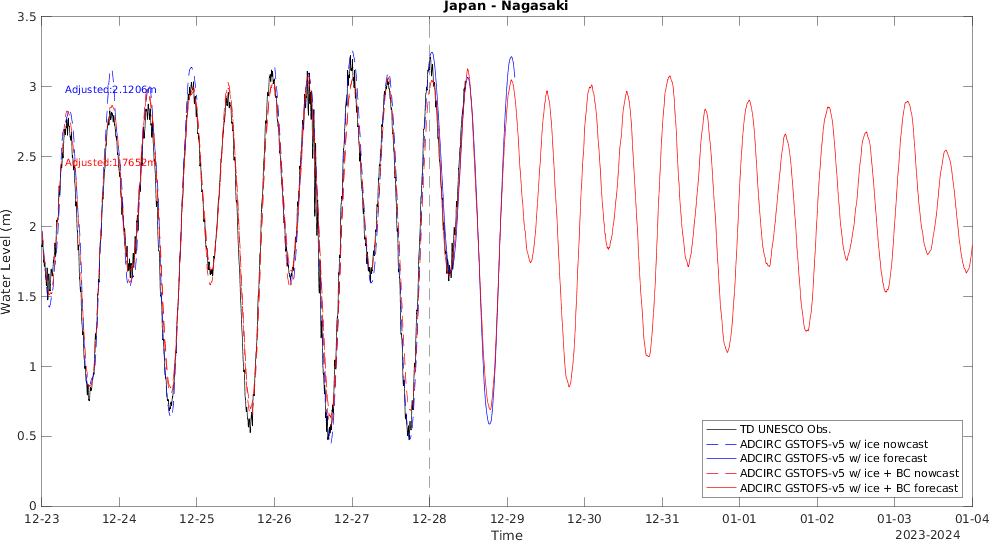 Japan - Nagasaki
Water Level (m)
3.5
3
2.5
2
1.5
1
0.5
0
Adjusted:2.1206m
Adjusted:1.7652m
TD UNESCO Obs.
ADCIRC GSTOFS-v5 w/ ice nowcast
ADCIRC GSTOFS-v5 w/ ice forecast
ADCIRC GSTOFS-v5 w/ ice + BC nowcast
ADCIRC GSTOFS-v5 w/ ice + BC forecast
12-23 12-24 12-25 12-26 12-27 12-28 12-29 12-30 12-31 01-01 01-02 01-03 01-04
Time
2023-2024